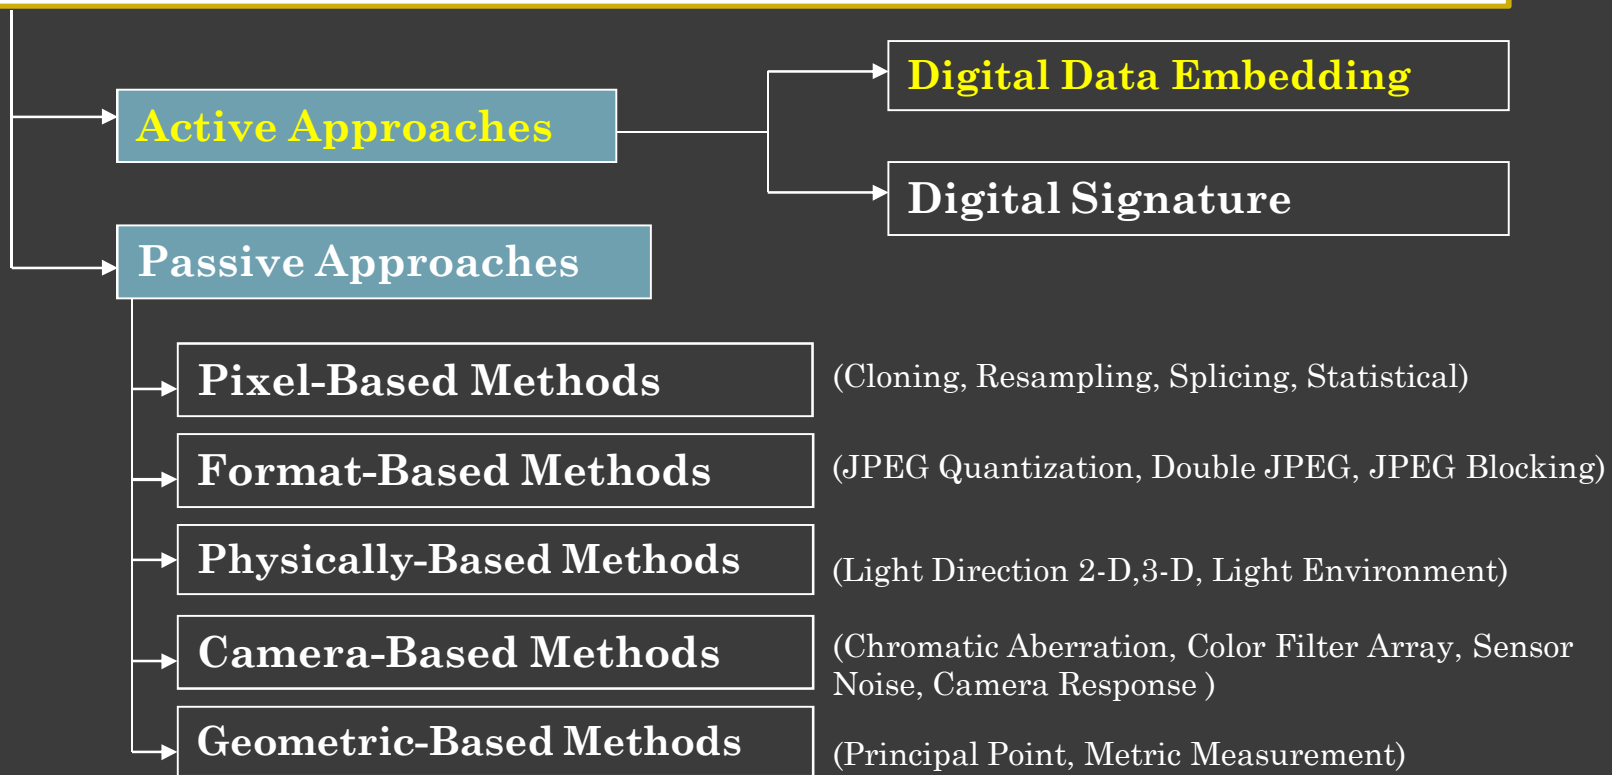 Digital Data Embedding
Active Approaches
Digital Signature
Passive Approaches
Pixel-Based Methods
(Cloning, Resampling, Splicing, Statistical)
Format-Based Methods
(JPEG Quantization, Double JPEG, JPEG Blocking)
Physically-Based Methods
(Light Direction 2-D,3-D, Light Environment)
Camera-Based Methods
(Chromatic Aberration, Color Filter Array, Sensor
Noise, Camera Response )
Geometric-Based Methods
(Principal Point, Metric Measurement)